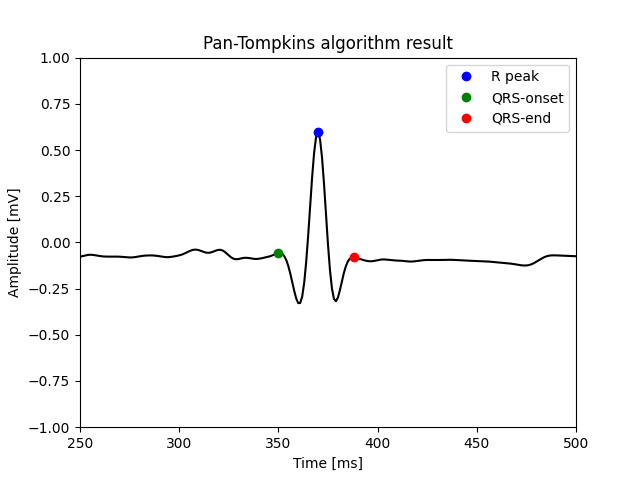 Pan-Tompkins algorithm result
1.00
0.75
0.50
0.25
0.00
−0.25
−0.50
−0.75
−1.00
Amplitude [mV]
R peak
QRS-onset
QRS-end
250 300 350 400 450 500
Time [ms]